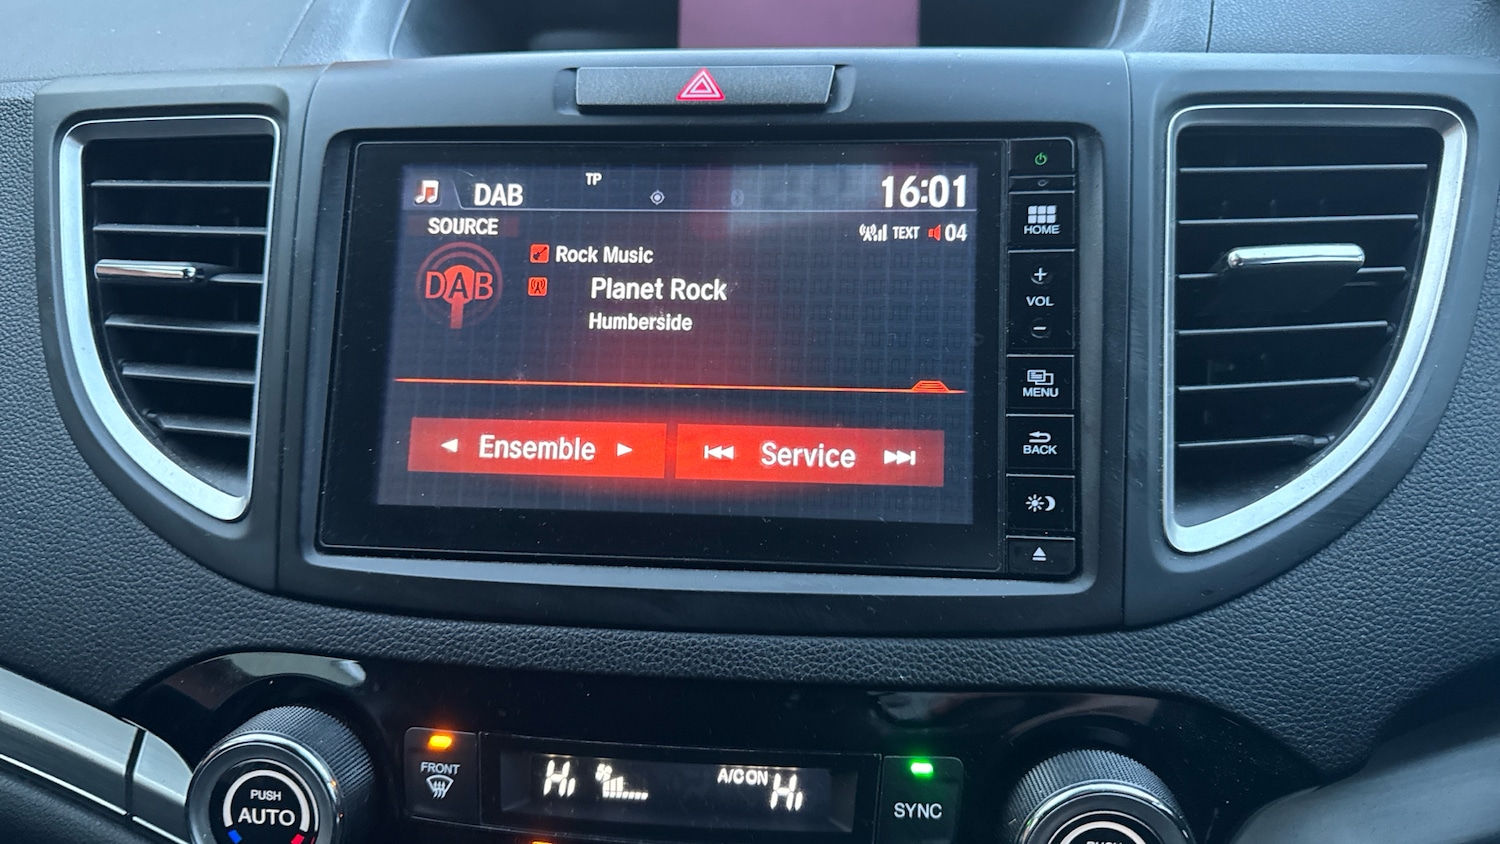 DAB
TP
16:01
SOURCE
TEXT 04
DAB
Rock Music
Planet Rock
Humberside
Ensemble
Service
HOME
+
VOL
−
MENU
BACK
PUSH
AUTO
FRONT
Hi
A/C ON
Hi
SYNC
PUSH